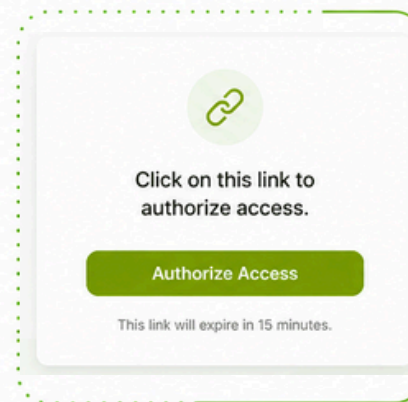 Click on this link to
authorize access.
Authorize Access
This link will expire in 15 minutes.